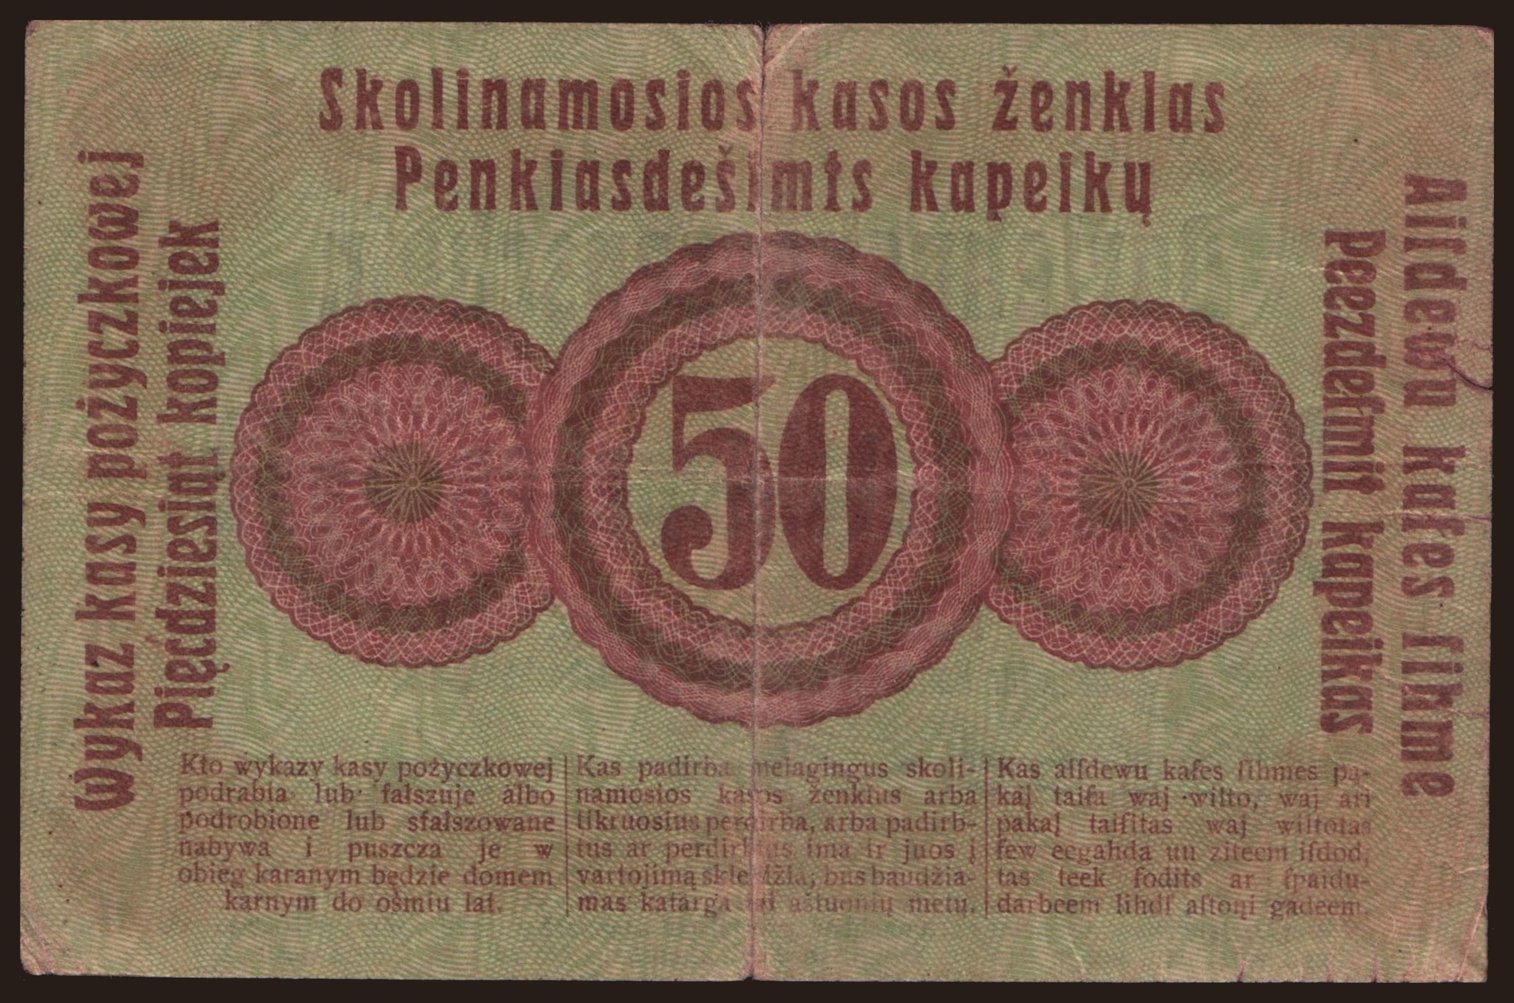 Skolinamosios kasos ženklas
Penkiasdešimts kapeikų
Wykaz kasy pożyczkowej
Pięćdziesiąt kopiejek
50
Aiſdewu kaſes ſihme
Peezdeſmit kapeikas
Kto wykazy kasy pożyczkowej
podrabia lub fałszuje albo
podrobione lub sfałszowane
nabywa i puszcza je w
obieg karanym będzie domem
karnym do ośmiu lat.
Kas padirba melagingus skoli-
namosios kasos ženklus arba
tikruosius perdirba, arba padirb-
tus ar perdirbtus ima ir juos į
vartojimą skleidžia, bus baudžia-
mas katarga iki aštuonių metų.
Kas aiſdewu kaſes ſihmes pa-
kaļ taiſa waj wilto, waj ari
pakaļ taiſitas waj wiltotas
ſew eegahda un ziteem iſdod,
tas teek ſodits ar ſpaidu-
darbeem lihdſ aſtoņi gadeem.